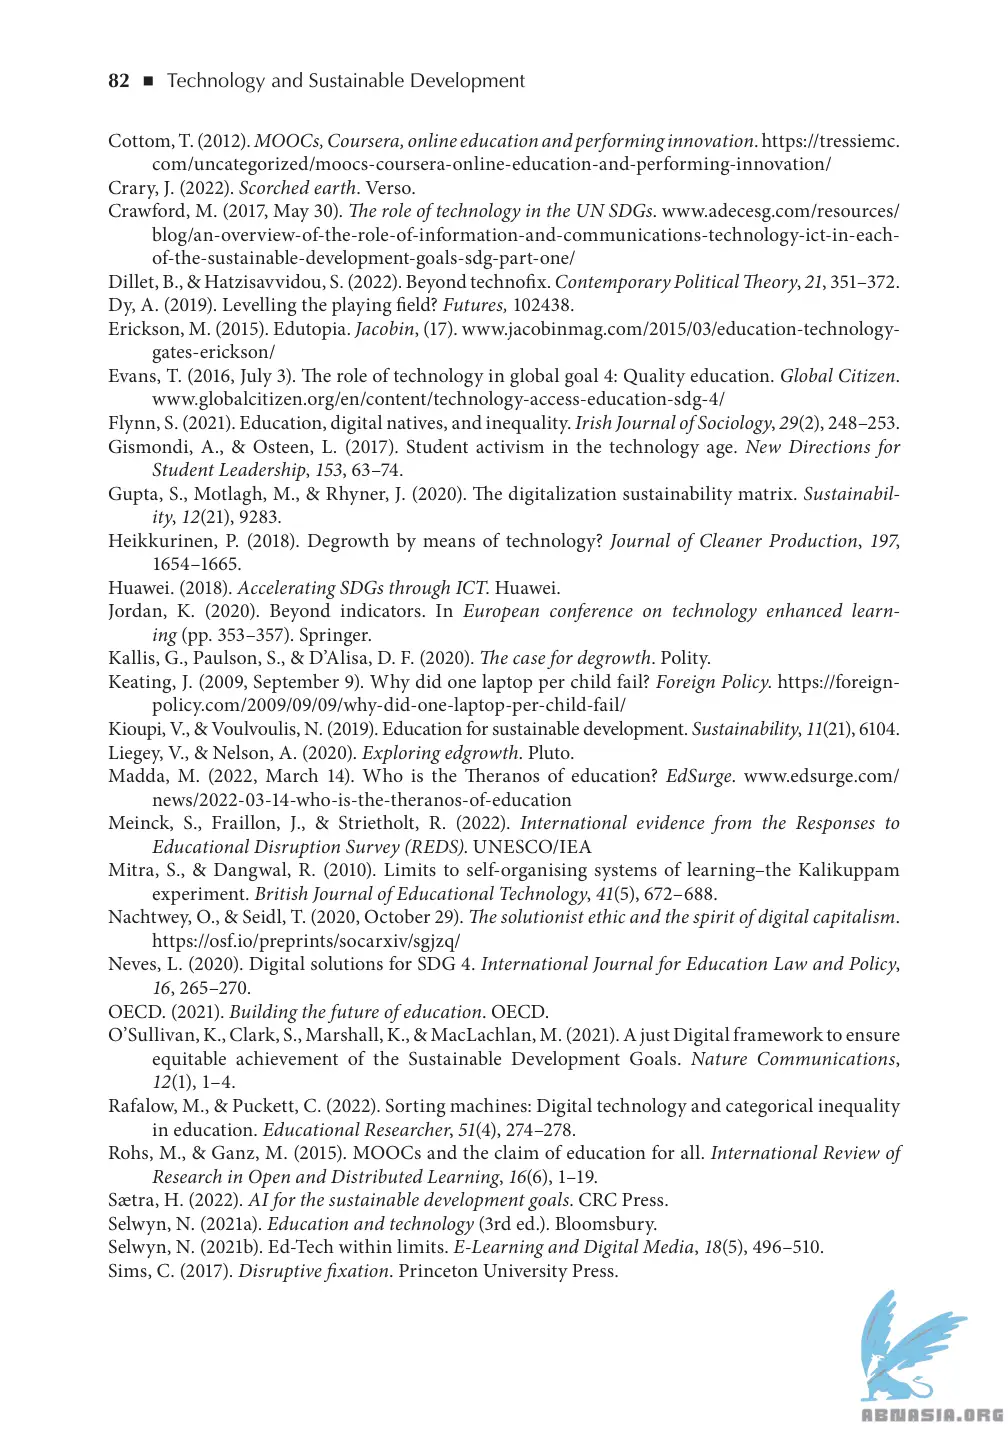 82 ■ Technology and Sustainable Development
Cottom, T. (2012). MOOCs, Coursera, online education and performing innovation. https://tressiemc.
com/uncategorized/moocs-coursera-online-education-and-performing-innovation/
Crary, J. (2022). Scorched earth. Verso.
Crawford, M. (2017, May 30). The role of technology in the UN SDGs. www.adecesg.com/resources/
blog/an-overview-of-the-role-of-information-and-communications-technology-ict-in-each-
of-the-sustainable-development-goals-sdg-part-one/
Dillet, B., & Hatzisavvidou, S. (2022). Beyond technofix. Contemporary Political Theory, 21, 351–372.
Dy, A. (2019). Levelling the playing field? Futures, 102438.
Erickson, M. (2015). Edutopia. Jacobin, (17). www.jacobinmag.com/2015/03/education-technology-
gates-erickson/
Evans, T. (2016, July 3). The role of technology in global goal 4: Quality education. Global Citizen.
www.globalcitizen.org/en/content/technology-access-education-sdg-4/
Flynn, S. (2021). Education, digital natives, and inequality. Irish Journal of Sociology, 29(2), 248–253.
Gismondi, A., & Osteen, L. (2017). Student activism in the technology age. New Directions for
Student Leadership, 153, 63–74.
Gupta, S., Motlagh, M., & Rhyner, J. (2020). The digitalization sustainability matrix. Sustainabil-
ity, 12(21), 9283.
Heikkurinen, P. (2018). Degrowth by means of technology? Journal of Cleaner Production, 197,
1654–1665.
Huawei. (2018). Accelerating SDGs through ICT. Huawei.
Jordan, K. (2020). Beyond indicators. In European conference on technology enhanced learn-
ing (pp. 353–357). Springer.
Kallis, G., Paulson, S., & D’Alisa, D. F. (2020). The case for degrowth. Polity.
Keating, J. (2009, September 9). Why did one laptop per child fail? Foreign Policy. https://foreign-
policy.com/2009/09/09/why-did-one-laptop-per-child-fail/
Kioupi, V., & Voulvoulis, N. (2019). Education for sustainable development. Sustainability, 11(21), 6104.
Liegey, V., & Nelson, A. (2020). Exploring edgrowth. Pluto.
Madda, M. (2022, March 14). Who is the Theranos of education? EdSurge. www.edsurge.com/
news/2022-03-14-who-is-the-theranos-of-education
Meinck, S., Fraillon, J., & Strietholt, R. (2022). International evidence from the Responses to
Educational Disruption Survey (REDS). UNESCO/IEA
Mitra, S., & Dangwal, R. (2010). Limits to self-organising systems of learning–the Kalikuppam
experiment. British Journal of Educational Technology, 41(5), 672–688.
Nachtwey, O., & Seidl, T. (2020, October 29). The solutionist ethic and the spirit of digital capitalism.
https://osf.io/preprints/socarxiv/sgjzq/
Neves, L. (2020). Digital solutions for SDG 4. International Journal for Education Law and Policy,
16, 265–270.
OECD. (2021). Building the future of education. OECD.
O’Sullivan, K., Clark, S., Marshall, K., & MacLachlan, M. (2021). A just Digital framework to ensure
equitable achievement of the Sustainable Development Goals. Nature Communications,
12(1), 1–4.
Rafalow, M., & Puckett, C. (2022). Sorting machines: Digital technology and categorical inequality
in education. Educational Researcher, 51(4), 274–278.
Rohs, M., & Ganz, M. (2015). MOOCs and the claim of education for all. International Review of
Research in Open and Distributed Learning, 16(6), 1–19.
Sætra, H. (2022). AI for the sustainable development goals. CRC Press.
Selwyn, N. (2021a). Education and technology (3rd ed.). Bloomsbury.
Selwyn, N. (2021b). Ed-Tech within limits. E-Learning and Digital Media, 18(5), 496–510.
Sims, C. (2017). Disruptive fixation. Princeton University Press.
ABNASIA.ORG